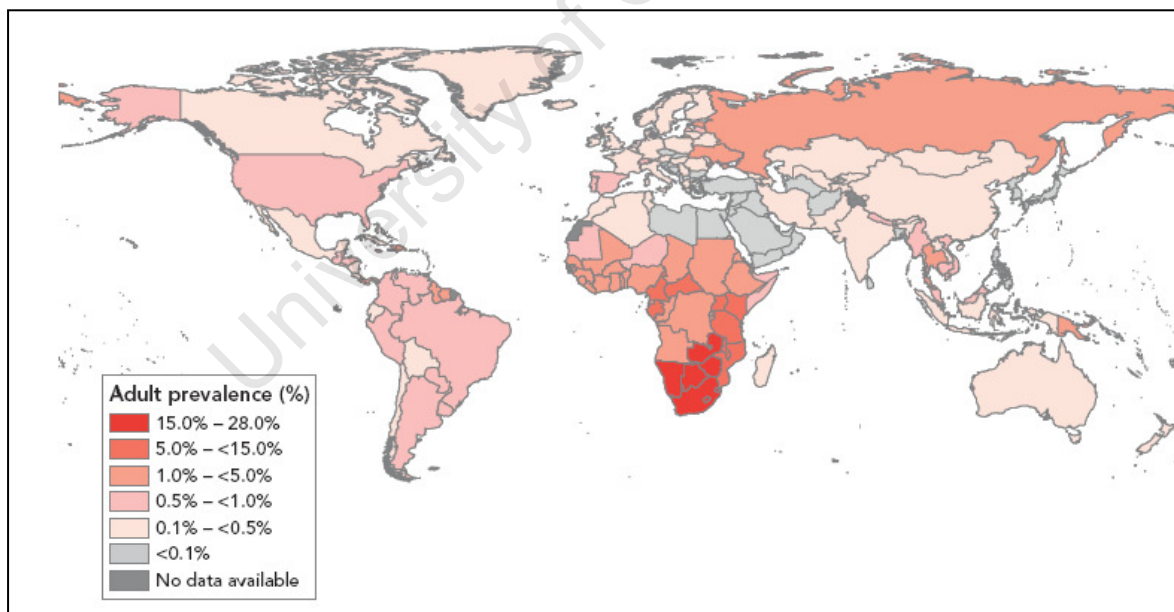 University of C
Adult prevalence (%)
15.0% – 28.0%
5.0% – <15.0%
1.0% – <5.0%
0.5% – <1.0%
0.1% – <0.5%
<0.1%
No data available